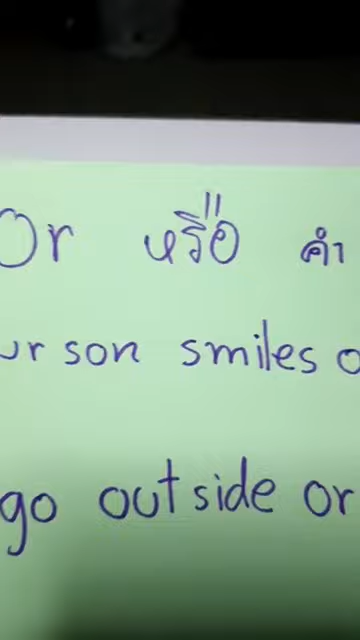 Or หรือ คำ
ur son smiles o
go outside or